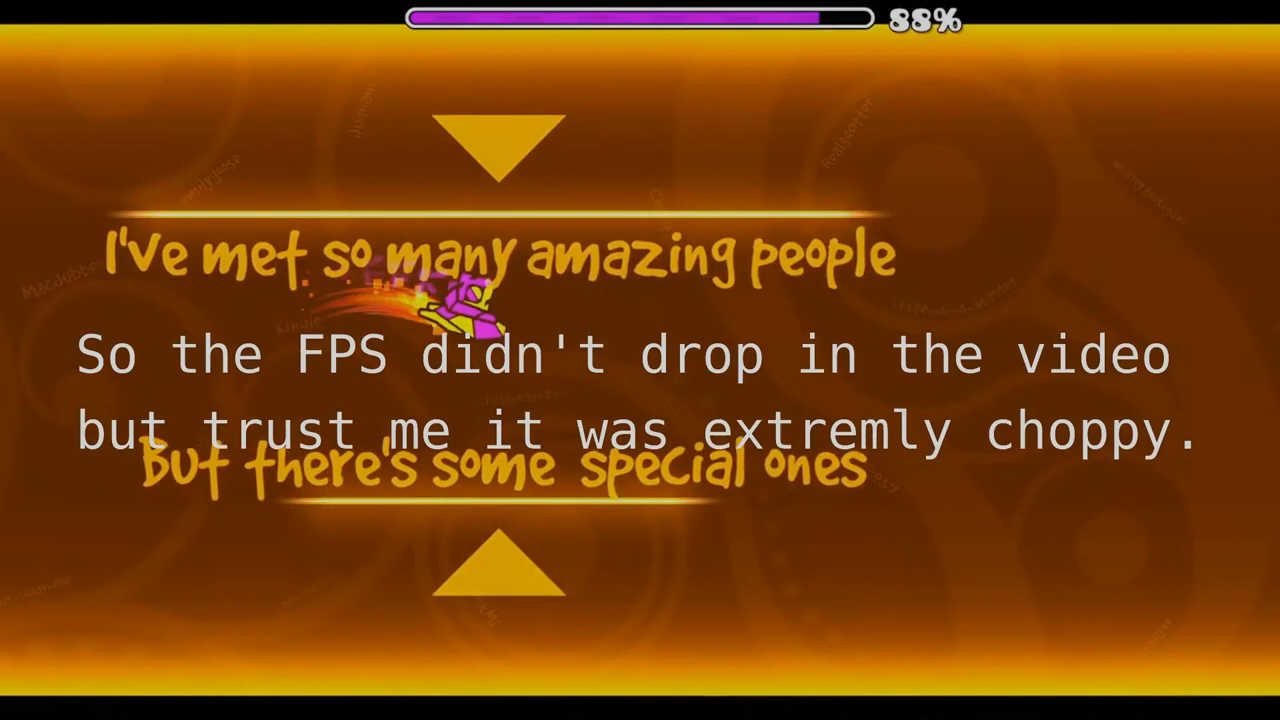 88%
I've met so many amazing people
So the FPS didn't drop in the video
but trust me it was extremly choppy.
But there's some special ones